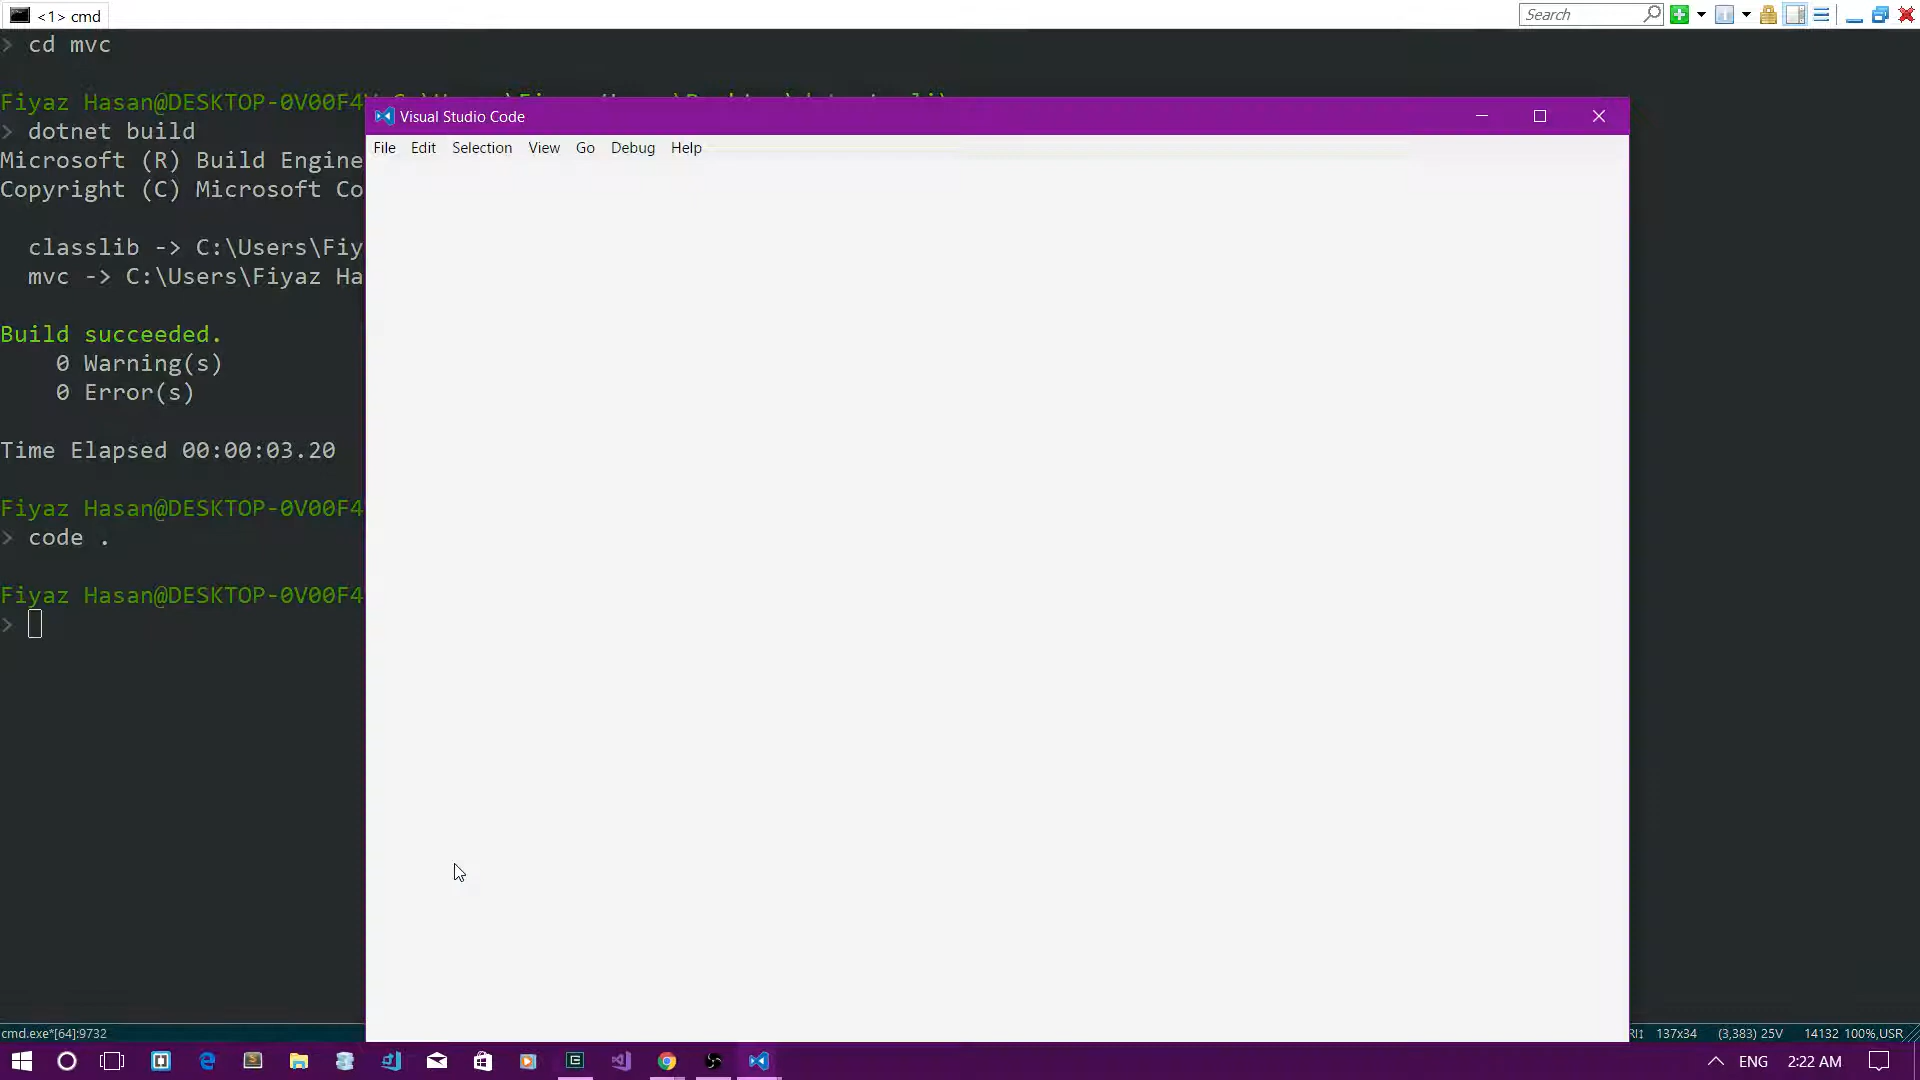 <1> cmd
Search
> cd mvc
Fiyaz Hasan@DESKTOP-0V00F4
> dotnet build
Microsoft (R) Build Engine
Copyright (C) Microsoft Co
classlib -> C:\Users\Fiy
mvc -> C:\Users\Fiyaz Ha
Build succeeded.
0 Warning(s)
0 Error(s)
Time Elapsed 00:00:03.20
Fiyaz Hasan@DESKTOP-0V00F4
> code .
Fiyaz Hasan@DESKTOP-0V00F4
>
Visual Studio Code
File Edit Selection View Go Debug Help
cmd.exe*[64]:9732
137x34 (3,383) 25V 14132 100%,USR
ENG 2:22 AM